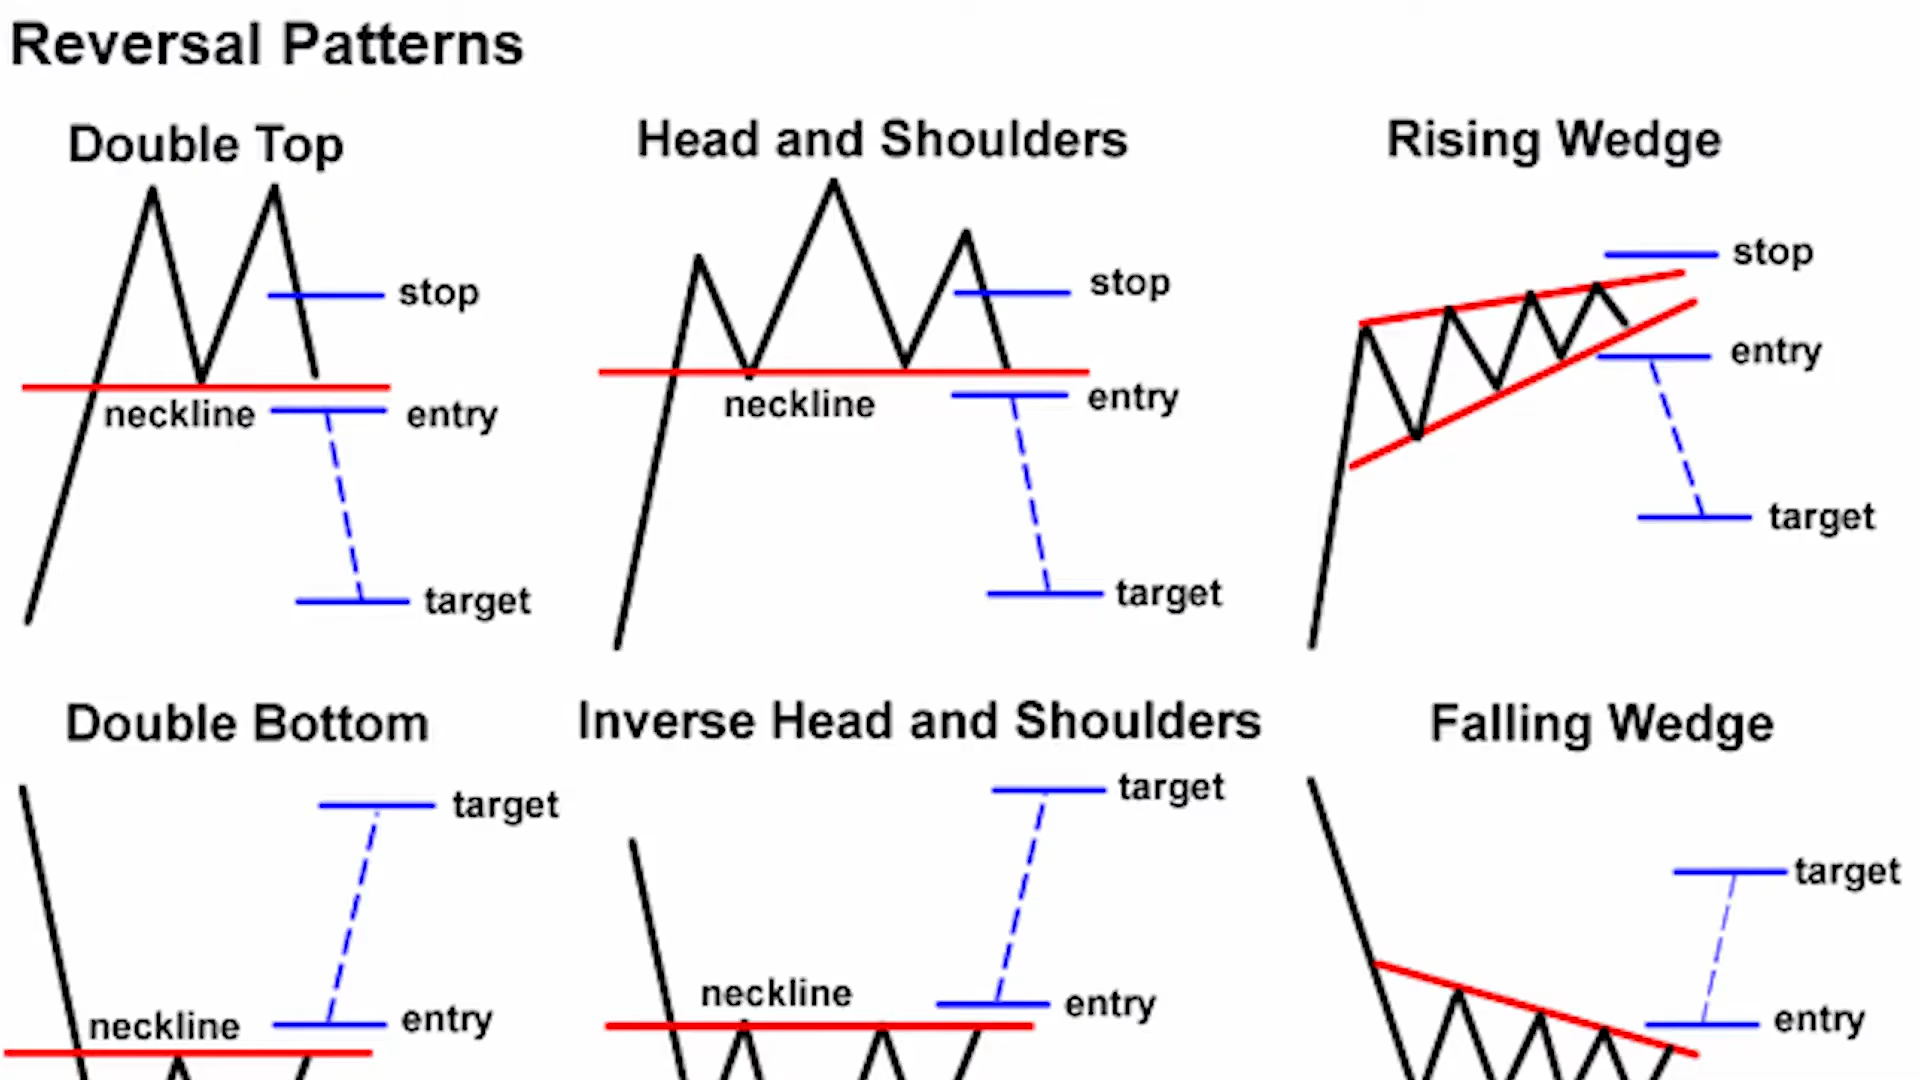 Reversal Patterns
Double Top
Head and Shoulders
Rising Wedge
stop
neckline
entry
target
stop
neckline
entry
target
stop
entry
target
Double Bottom
Inverse Head and Shoulders
Falling Wedge
target
neckline
entry
target
neckline
entry
target
entry